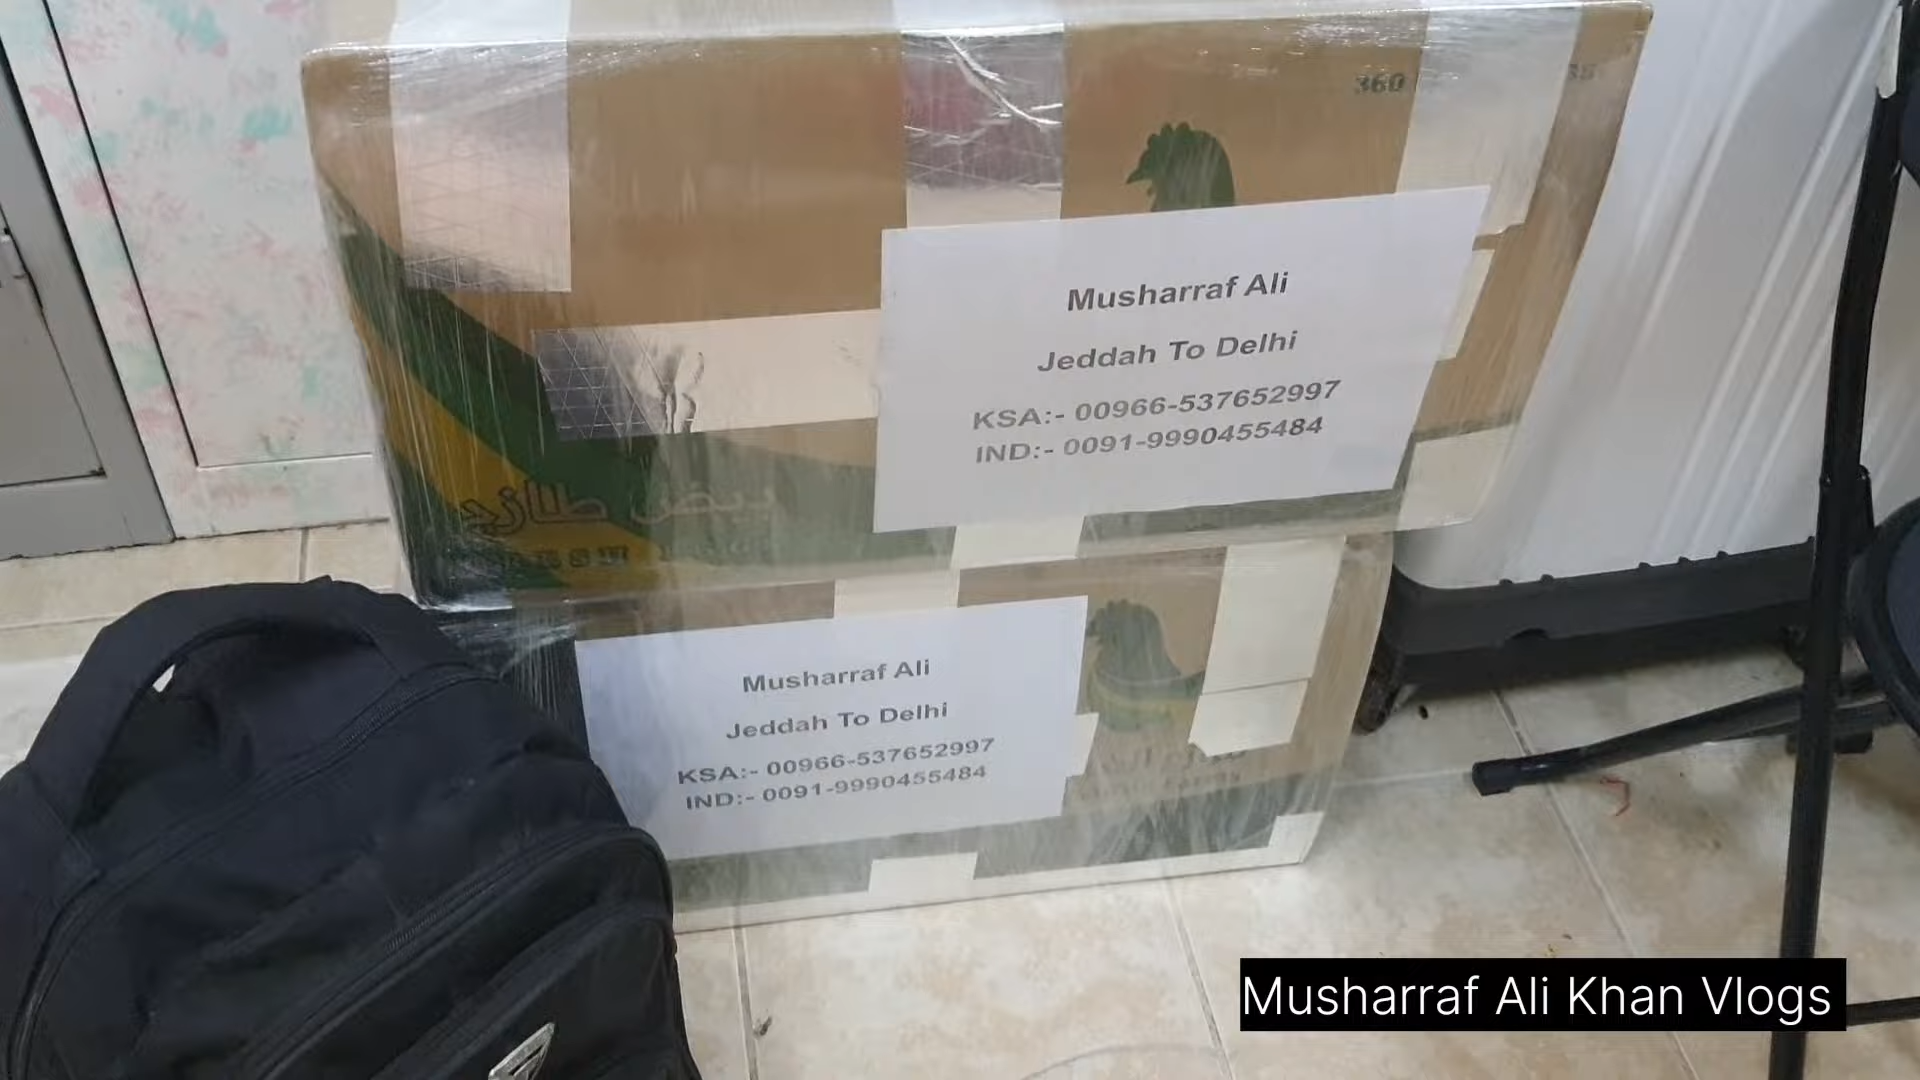 360
Musharraf Ali
Jeddah To Delhi
KSA:- 00966-537652997
IND:- 0091-9990455484
بيض طازج
Musharraf Ali
Jeddah To Delhi
KSA:- 00966-537652997
IND:- 0091-9990455484
Musharraf Ali Khan Vlogs